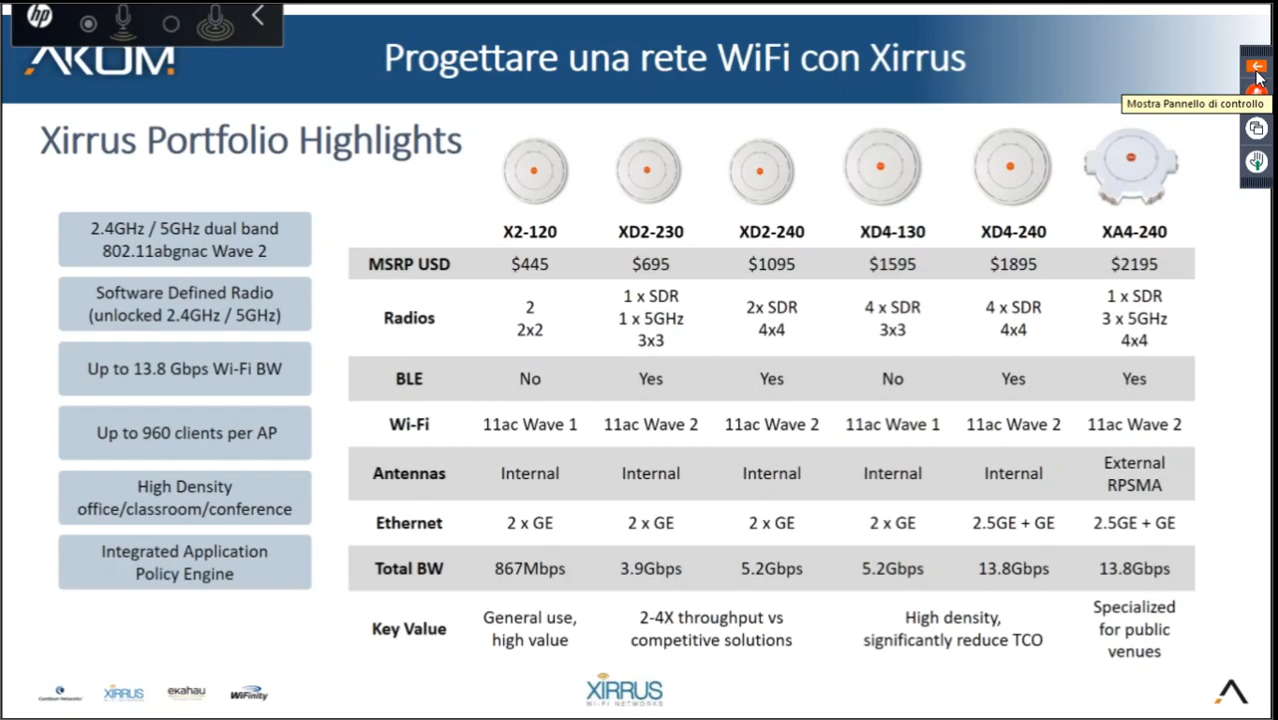 hp
AKOM!
Progettare una rete WiFi con Xirrus
Mostra Pannello di controllo
Xirrus Portfolio Highlights
2.4GHz / 5GHz dual band
802.11abgnac Wave 2
Software Defined Radio
(unlocked 2.4GHz / 5GHz)
Up to 13.8 Gbps Wi-Fi BW
Up to 960 clients per AP
High Density
office/classroom/conference
Integrated Application
Policy Engine
X2-120 XD2-230 XD2-240 XD4-130 XD4-240 XA4-240
MSRP USD $445 $695 $1095 $1595 $1895 $2195
Radios 2 2x2 1 x SDR 1 x 5GHz 3x3 2x SDR 4x4 4 x SDR 3x3 4 x SDR 4x4 1 x SDR 3 x 5GHz 4x4
BLE No Yes Yes No Yes Yes
Wi-Fi 11ac Wave 1 11ac Wave 2 11ac Wave 2 11ac Wave 1 11ac Wave 2 11ac Wave 2
Antennas Internal Internal Internal Internal Internal External RPSMA
Ethernet 2 x GE 2 x GE 2 x GE 2 x GE 2.5GE + GE 2.5GE + GE
Total BW 867Mbps 3.9Gbps 5.2Gbps 5.2Gbps 13.8Gbps 13.8Gbps
Key Value General use, high value 2-4X throughput vs competitive solutions High density, significantly reduce TCO Specialized for public venues
Cambium Networks XIRRUS ekahau WiFinity
XIRRUS
WI-FI NETWORKS